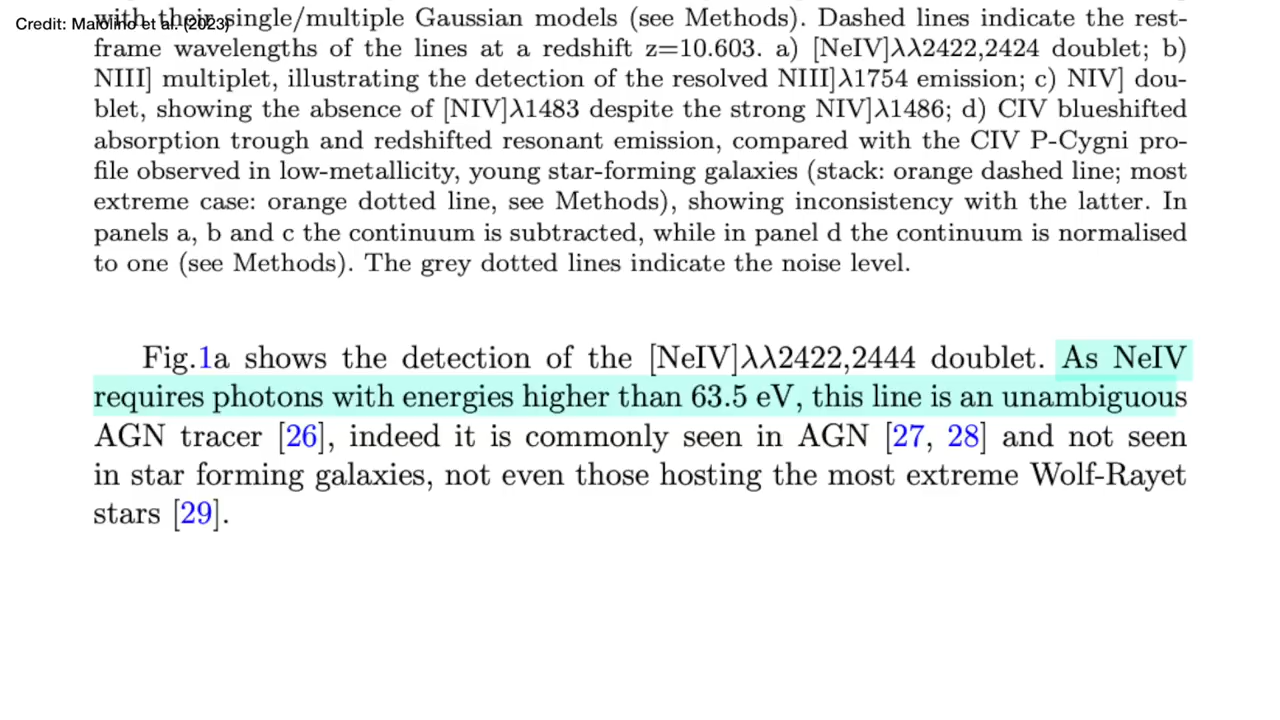 Credit: Maiolino et al. (2023)
with their single/multiple Gaussian models (see Methods). Dashed lines indicate the rest-
frame wavelengths of the lines at a redshift z=10.603. a) [NeIV]λλ2422,2424 doublet; b)
NIII] multiplet, illustrating the detection of the resolved NIII]λ1754 emission; c) NIV] dou-
blet, showing the absence of [NIV]λ1483 despite the strong NIV]λ1486; d) CIV blueshifted
absorption trough and redshifted resonant emission, compared with the CIV P-Cygni pro-
file observed in low-metallicity, young star-forming galaxies (stack: orange dashed line; most
extreme case: orange dotted line, see Methods), showing inconsistency with the latter. In
panels a, b and c the continuum is subtracted, while in panel d the continuum is normalised
to one (see Methods). The grey dotted lines indicate the noise level.
Fig.1a shows the detection of the [NeIV]λλ2422,2444 doublet. As NeIV
requires photons with energies higher than 63.5 eV, this line is an unambiguous
AGN tracer [26], indeed it is commonly seen in AGN [27, 28] and not seen
in star forming galaxies, not even those hosting the most extreme Wolf-Rayet
stars [29].